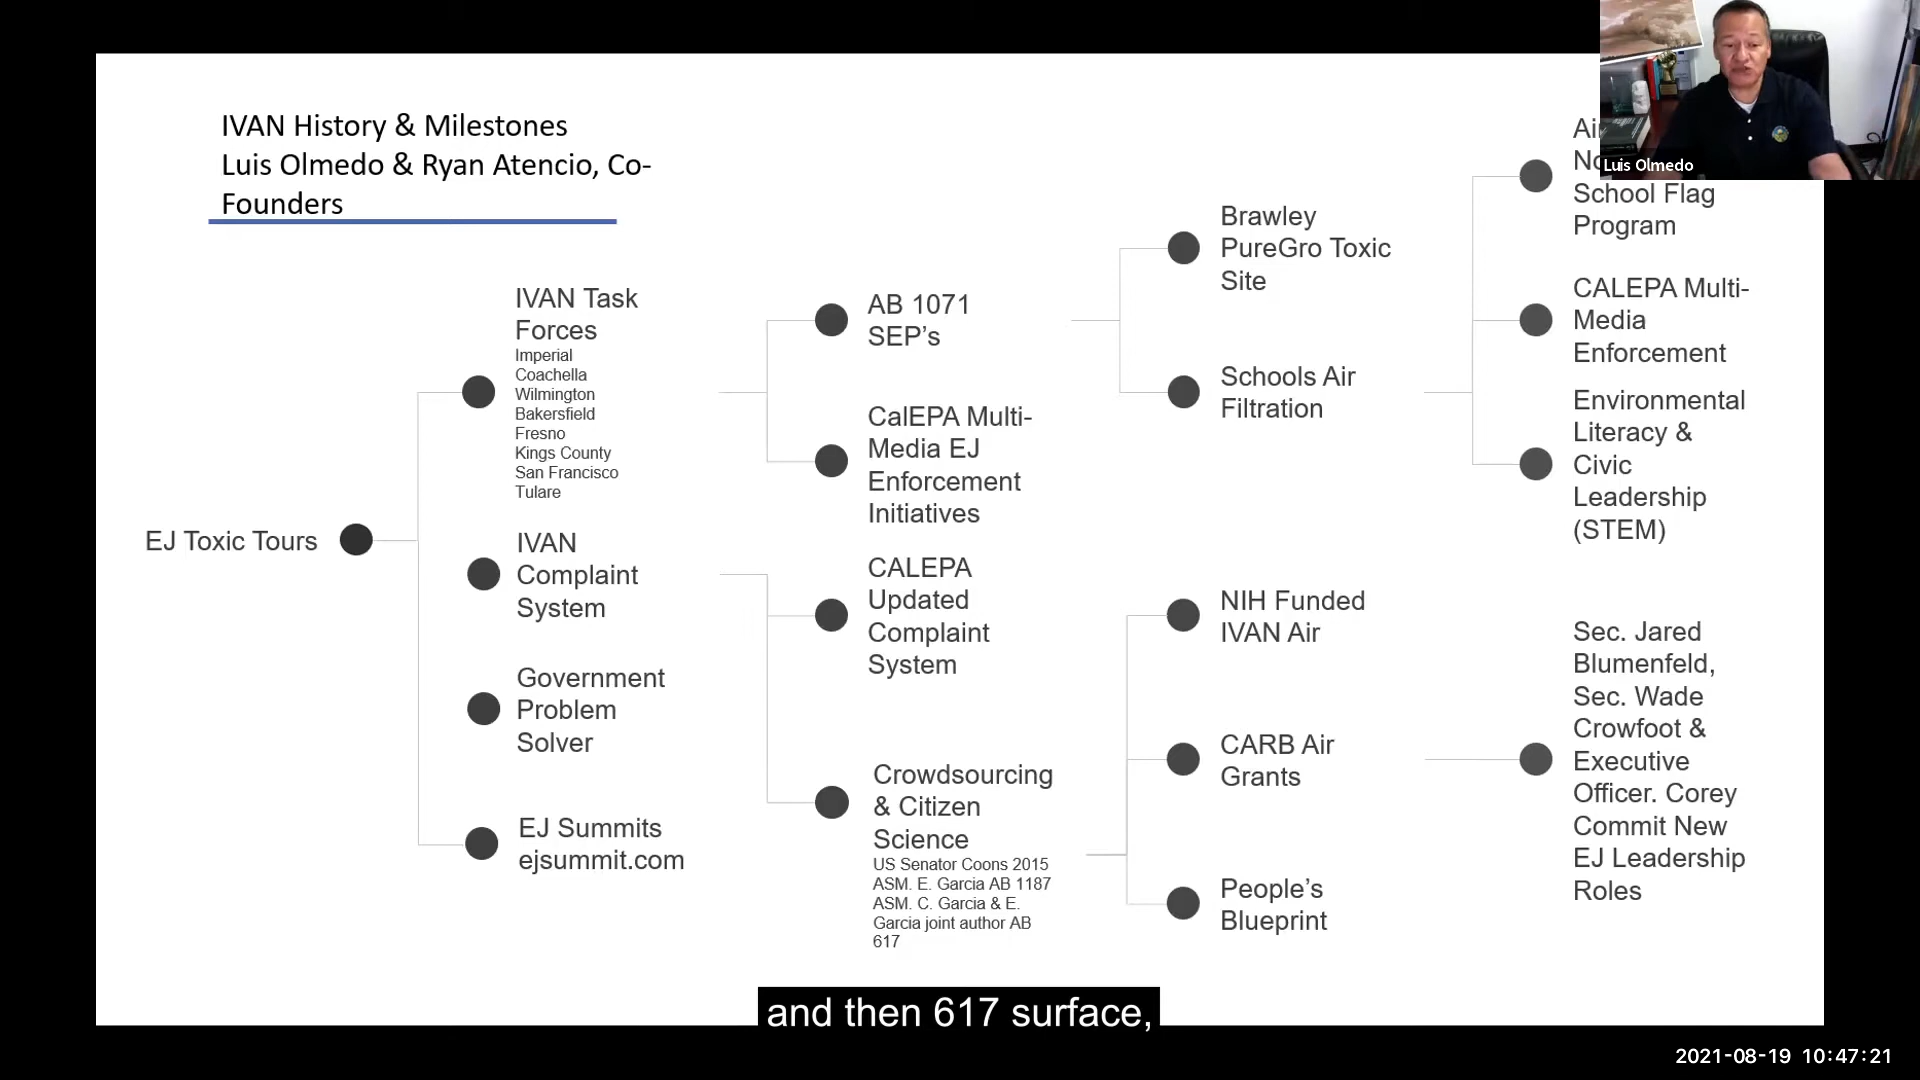 IVAN History & Milestones
Luis Olmedo & Ryan Atencio, Co-
Founders
EJ Toxic Tours
IVAN Task
Forces
Imperial
Coachella
Wilmington
Bakersfield
Fresno
Kings County
San Francisco
Tulare
IVAN
Complaint
System
Government
Problem
Solver
EJ Summits
ejsummit.com
AB 1071
SEP’s
CalEPA Multi-
Media EJ
Enforcement
Initiatives
CALEPA
Updated
Complaint
System
Crowdsourcing
& Citizen
Science
US Senator Coons 2015
ASM. E. Garcia AB 1187
ASM. C. Garcia & E.
Garcia joint author AB
617
Brawley
PureGro Toxic
Site
Schools Air
Filtration
NIH Funded
IVAN Air
CARB Air
Grants
People’s
Blueprint
School Flag
Program
CALEPA Multi-
Media
Enforcement
Environmental
Literacy &
Civic
Leadership
(STEM)
Sec. Jared
Blumenfeld,
Sec. Wade
Crowfoot &
Executive
Officer. Corey
Commit New
EJ Leadership
Roles
Luis Olmedo
and then 617 surface,
2021-08-19 10:47:21